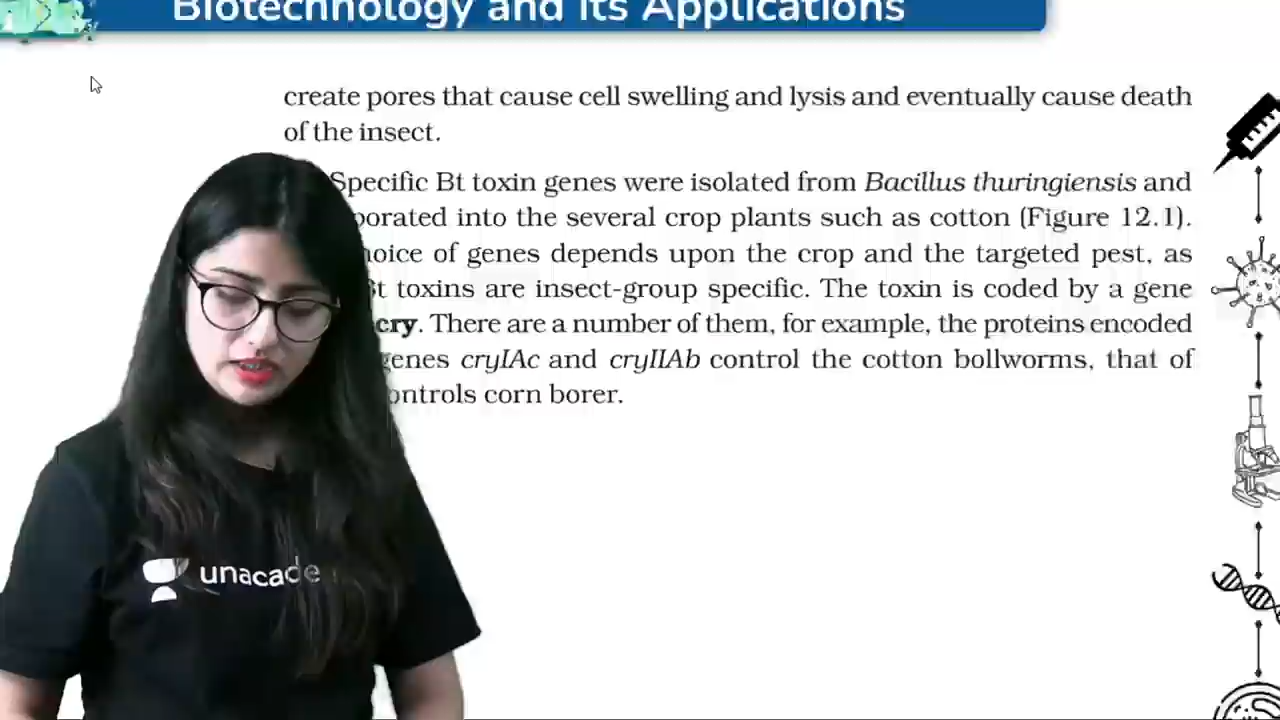 Biotechnology and its Applications
create pores that cause cell swelling and lysis and eventually cause death
of the insect.
Specific Bt toxin genes were isolated from Bacillus thuringiensis and
porated into the several crop plants such as cotton (Figure 12.1).
hoice of genes depends upon the crop and the targeted pest, as
Bt toxins are insect-group specific. The toxin is coded by a gene
cry. There are a number of them, for example, the proteins encoded
genes cryIAc and cryIIAb control the cotton bollworms, that of
ontrols corn borer.
unacade